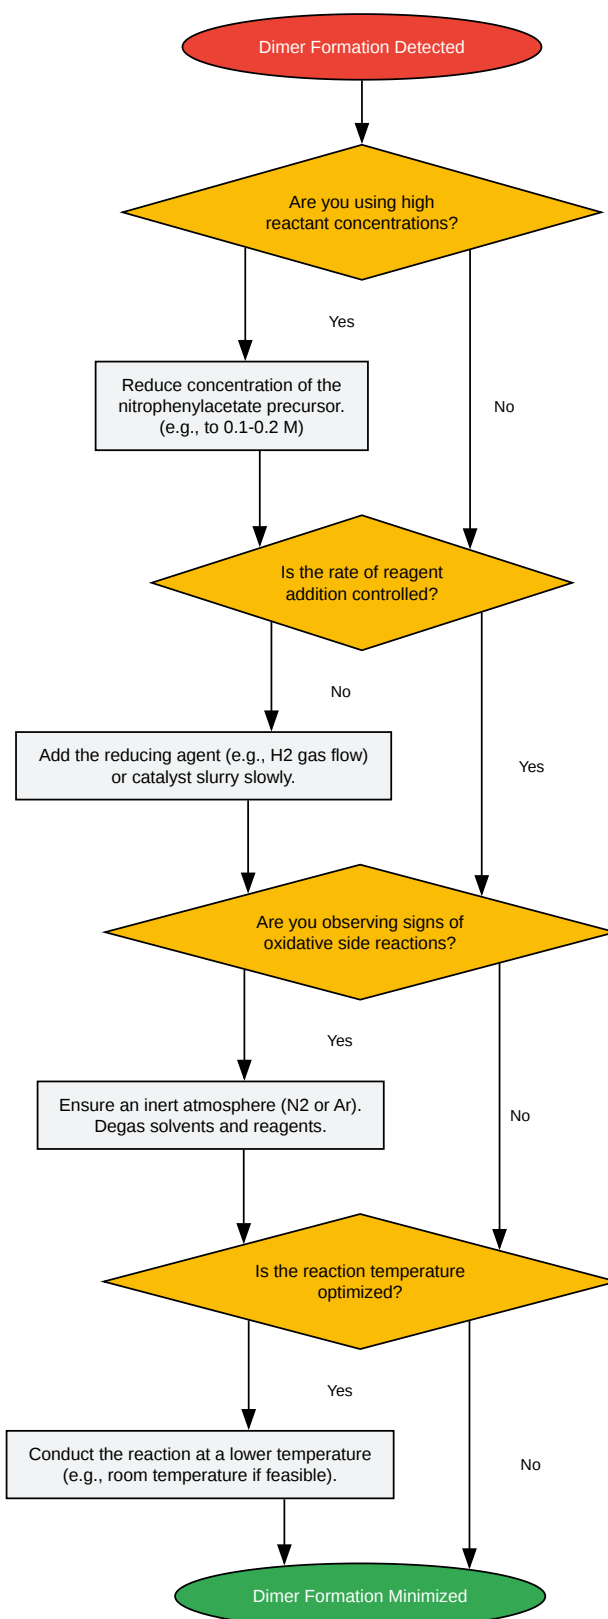 Dimer Formation Detected
Are you using high
reactant concentrations?
Yes
Reduce concentration of the
nitrophenylacetate precursor.
(e.g., to 0.1-0.2 M)
No
Is the rate of reagent
addition controlled?
No
Add the reducing agent (e.g., H2 gas flow)
or catalyst slurry slowly.
Yes
Are you observing signs of
oxidative side reactions?
Yes
Ensure an inert atmosphere (N2 or Ar).
Degas solvents and reagents.
No
Is the reaction temperature
optimized?
Yes
Conduct the reaction at a lower temperature
(e.g., room temperature if feasible).
No
Dimer Formation Minimized